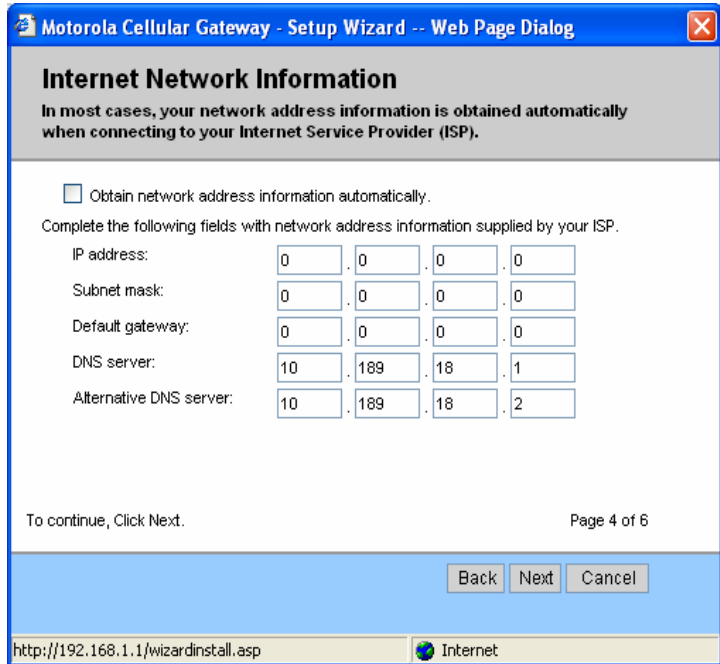 Motorola Cellular Gateway - Setup Wizard -- Web Page Dialog
Internet Network Information
In most cases, your network address information is obtained automatically
when connecting to your Internet Service Provider (ISP).
Obtain network address information automatically.
Complete the following fields with network address information supplied by your ISP.
IP address: 0 . 0 . 0 . 0
Subnet mask: 0 . 0 . 0 . 0
Default gateway: 0 . 0 . 0 . 0
DNS server: 10 . 189 . 18 . 1
Alternative DNS server: 10 . 189 . 18 . 2
To continue, Click Next. Page 4 of 6
Back Next Cancel
http://192.168.1.1/wizardinstall.asp Internet